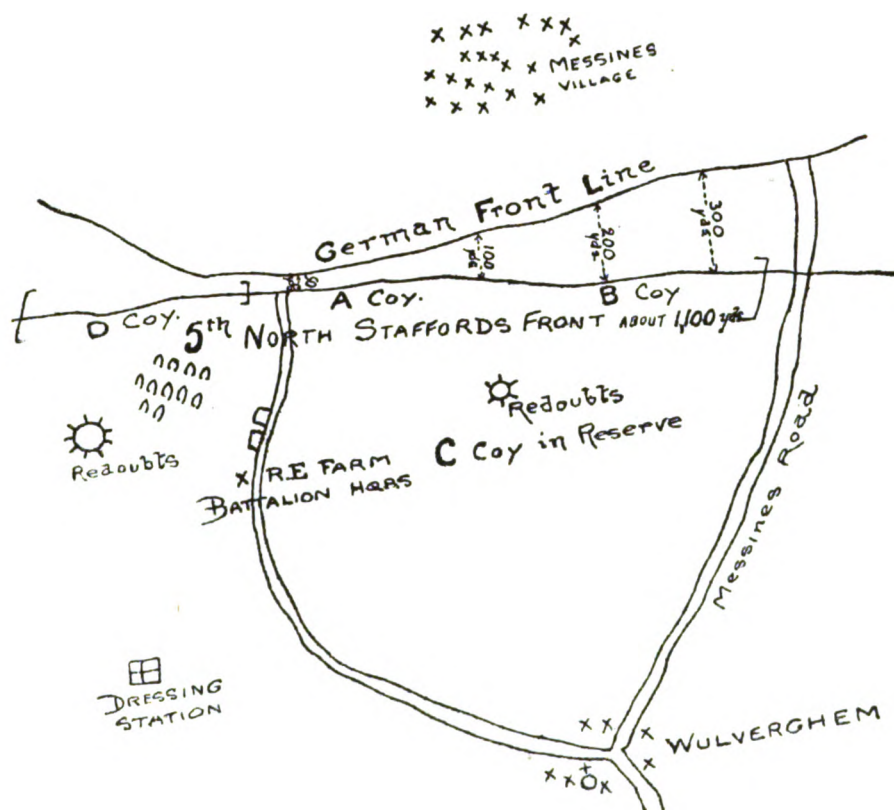 MESSINES
VILLAGE
German Front Line
100 yds
200 yds
300 yds
A Coy.
B Coy
D Coy.
5th North Staffords Front about 1,100 yds
Redoubts
Redoubts
C Coy in Reserve
R.E Farm
Battalion Hqrs
Messines Road
Dressing
Station
Wulverghem